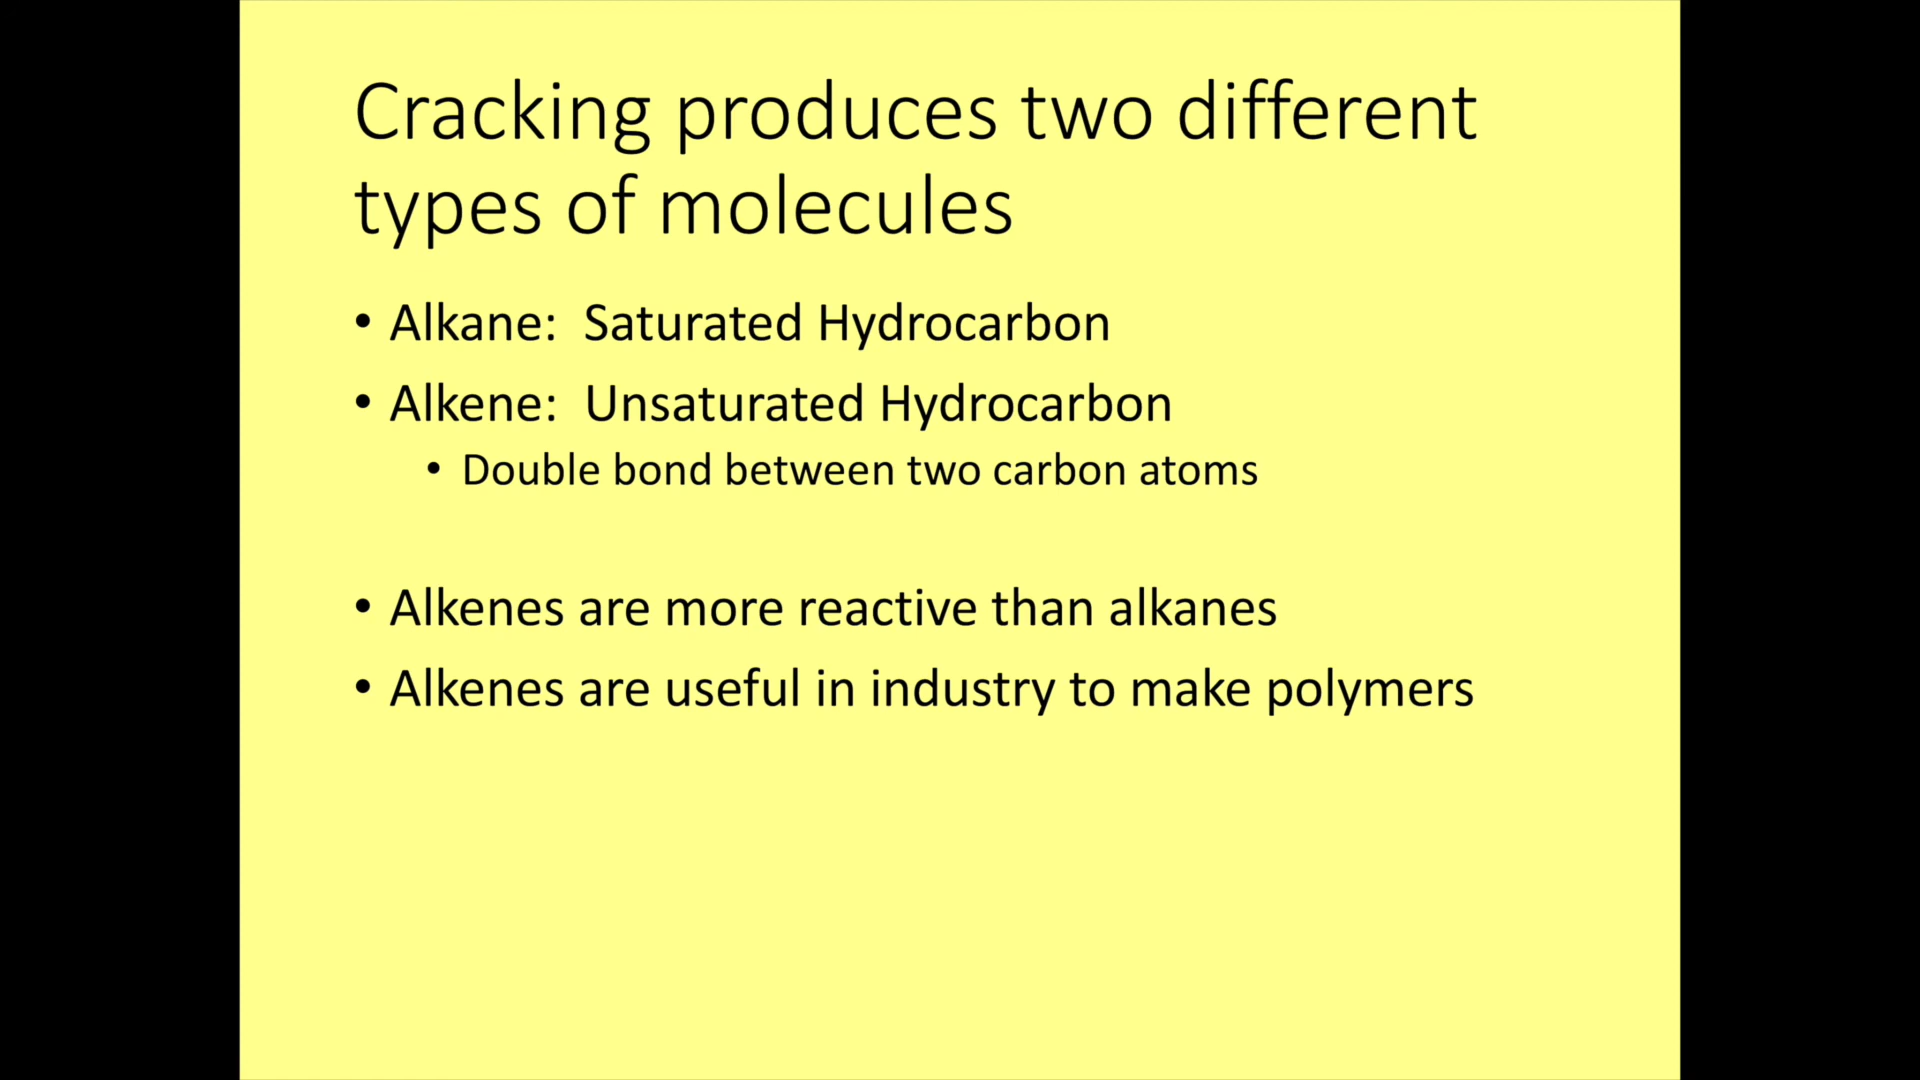 Cracking produces two different
types of molecules
• Alkane:  Saturated Hydrocarbon
• Alkene:  Unsaturated Hydrocarbon
• Double bond between two carbon atoms
• Alkenes are more reactive than alkanes
• Alkenes are useful in industry to make polymers